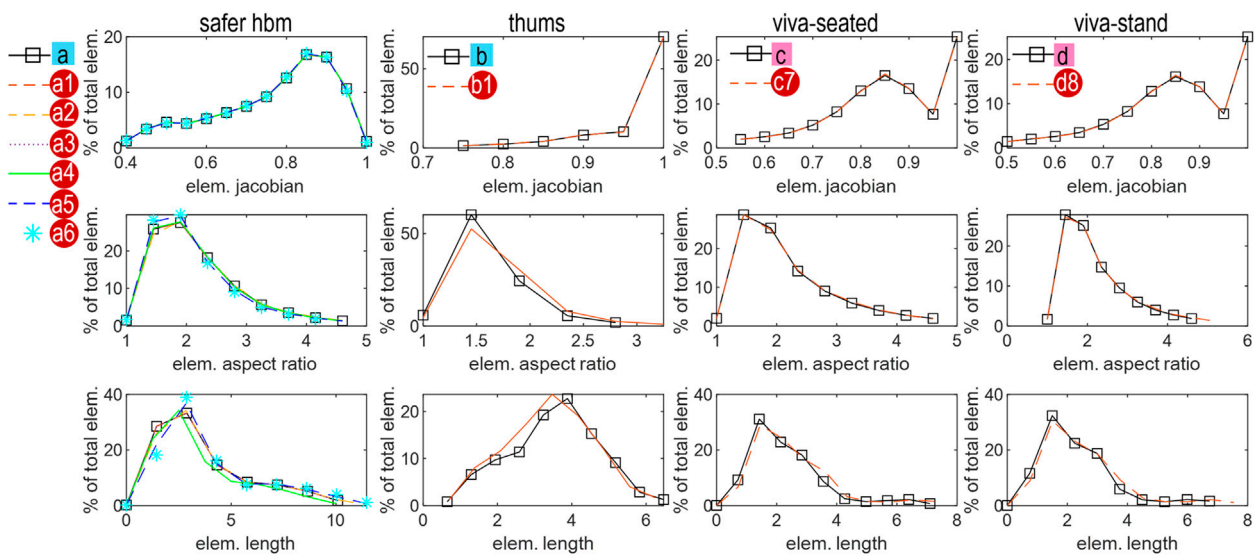 safer hbm thums viva-seated viva-stand
a
a1
a2
a3
a4
a5
a6
b
b1
c
c7
d
d8
% of total elem.
20
10
0
0.4 0.6 0.8 1
elem. jacobian
% of total elem.
50
0
0.7 0.8 0.9 1
elem. jacobian
% of total elem.
20
10
0
0.5 0.6 0.7 0.8 0.9
elem. jacobian
% of total elem.
20
10
0
0.5 0.6 0.7 0.8 0.9
elem. jacobian
% of total elem.
20
10
0
1 2 3 4 5
elem. aspect ratio
% of total elem.
50
0
1 1.5 2 2.5 3
elem. aspect ratio
% of total elem.
20
10
0
1 2 3 4 5
elem. aspect ratio
% of total elem.
20
10
0
0 2 4 6
elem. aspect ratio
% of total elem.
40
20
0
0 5 10
elem. length
% of total elem.
20
10
0
0 2 4 6
elem. length
% of total elem.
40
20
0
0 2 4 6 8
elem. length
% of total elem.
40
20
0
0 2 4 6 8
elem. length